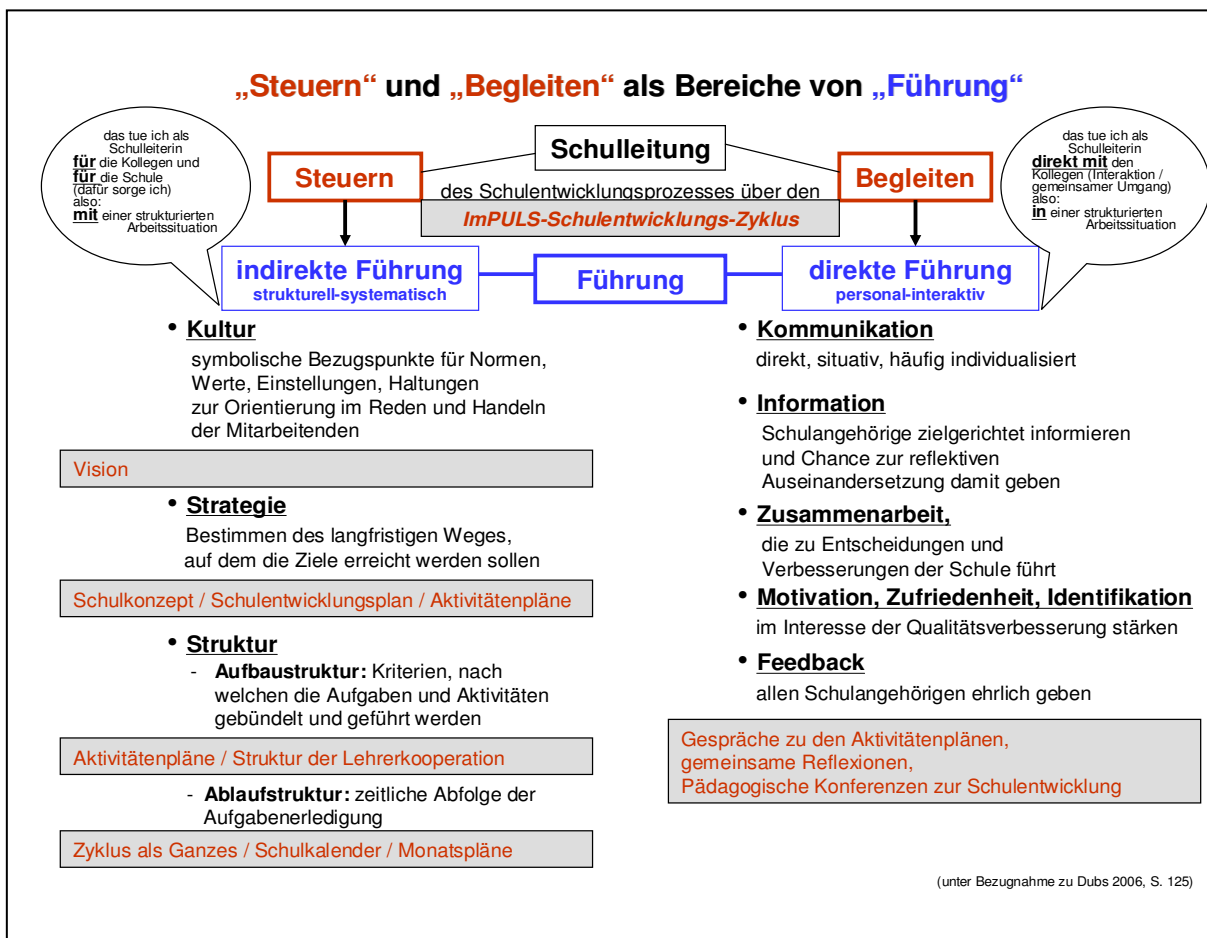 „Steuern“ und „Begleiten“ als Bereiche von „Führung“
das tue ich als
Schulleiterin
für die Kollegen und
für die Schule
(dafür sorge ich)
also:
mit einer strukturierten
Arbeitssituation
Schulleitung
Steuern
Begleiten
des Schulentwicklungsprozesses über den
ImPULS-Schulentwicklungs-Zyklus
das tue ich als
Schulleiterin
direkt mit den
Kollegen (Interaktion /
gemeinsamer Umgang)
also:
in einer strukturierten
Arbeitssituation
indirekte Führung
strukturell-systematisch
Führung
direkte Führung
personal-interaktiv
• Kultur
symbolische Bezugspunkte für Normen,
Werte, Einstellungen, Haltungen
zur Orientierung im Reden und Handeln
der Mitarbeitenden
Vision
• Strategie
Bestimmen des langfristigen Weges,
auf dem die Ziele erreicht werden sollen
Schulkonzept / Schulentwicklungsplan / Aktivitätenpläne
• Struktur
- Aufbaustruktur: Kriterien, nach
welchen die Aufgaben und Aktivitäten
gebündelt und geführt werden
Aktivitätenpläne / Struktur der Lehrerkooperation
- Ablaufstruktur: zeitliche Abfolge der
Aufgabenerledigung
Zyklus als Ganzes / Schulkalender / Monatspläne
• Kommunikation
direkt, situativ, häufig individualisiert
• Information
Schulangehörige zielgerichtet informieren
und Chance zur reflektiven
Auseinandersetzung damit geben
• Zusammenarbeit,
die zu Entscheidungen und
Verbesserungen der Schule führt
• Motivation, Zufriedenheit, Identifikation
im Interesse der Qualitätsverbesserung stärken
• Feedback
allen Schulangehörigen ehrlich geben
Gespräche zu den Aktivitätenplänen,
gemeinsame Reflexionen,
Pädagogische Konferenzen zur Schulentwicklung
(unter Bezugnahme zu Dubs 2006, S. 125)